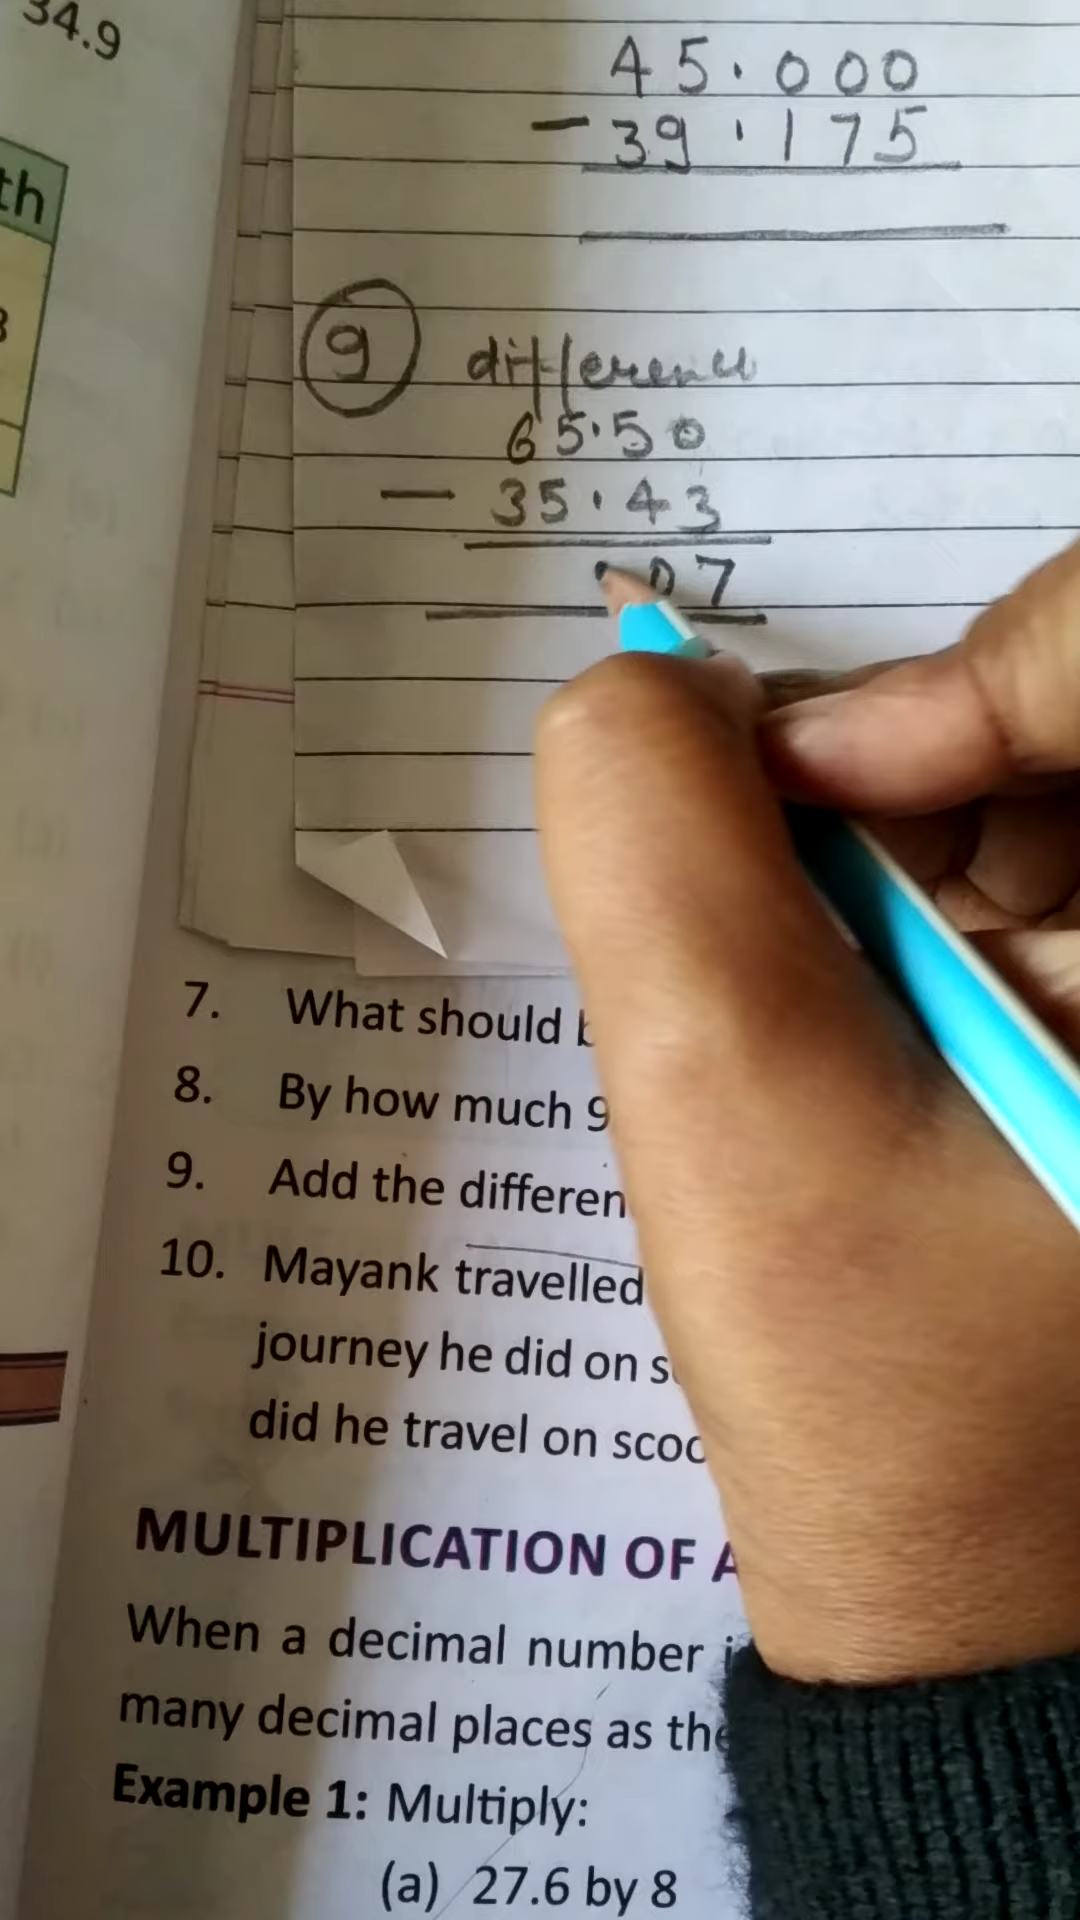 34.9
th
45.000
- 39.175
9 difference
65.50
- 35.43
.07
7. What should
8. By how much 9
9. Add the differen
10. Mayank travelled
journey he did on s
did he travel on scoo
MULTIPLICATION OF A
When a decimal number i
many decimal places as the
Example 1: Multiply:
(a) 27.6 by 8